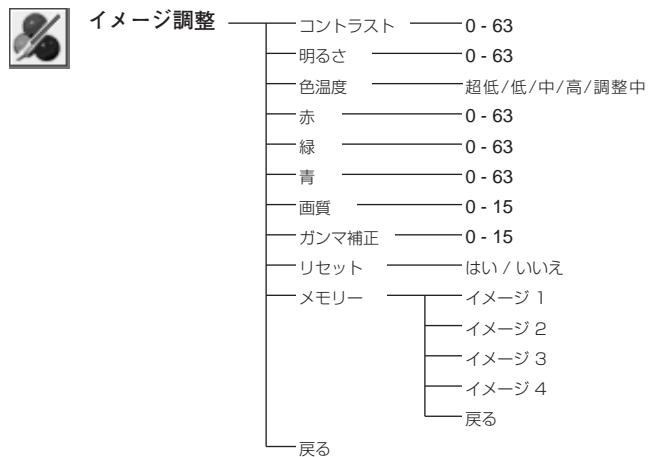 イメージ調整
コントラスト 0 - 63
明るさ 0 - 63
色温度 超低/低/中/高/調整中
赤 0 - 63
緑 0 - 63
青 0 - 63
画質 0 - 15
ガンマ補正 0 - 15
リセット はい / いいえ
メモリー イメージ 1
イメージ 2
イメージ 3
イメージ 4
戻る
戻る